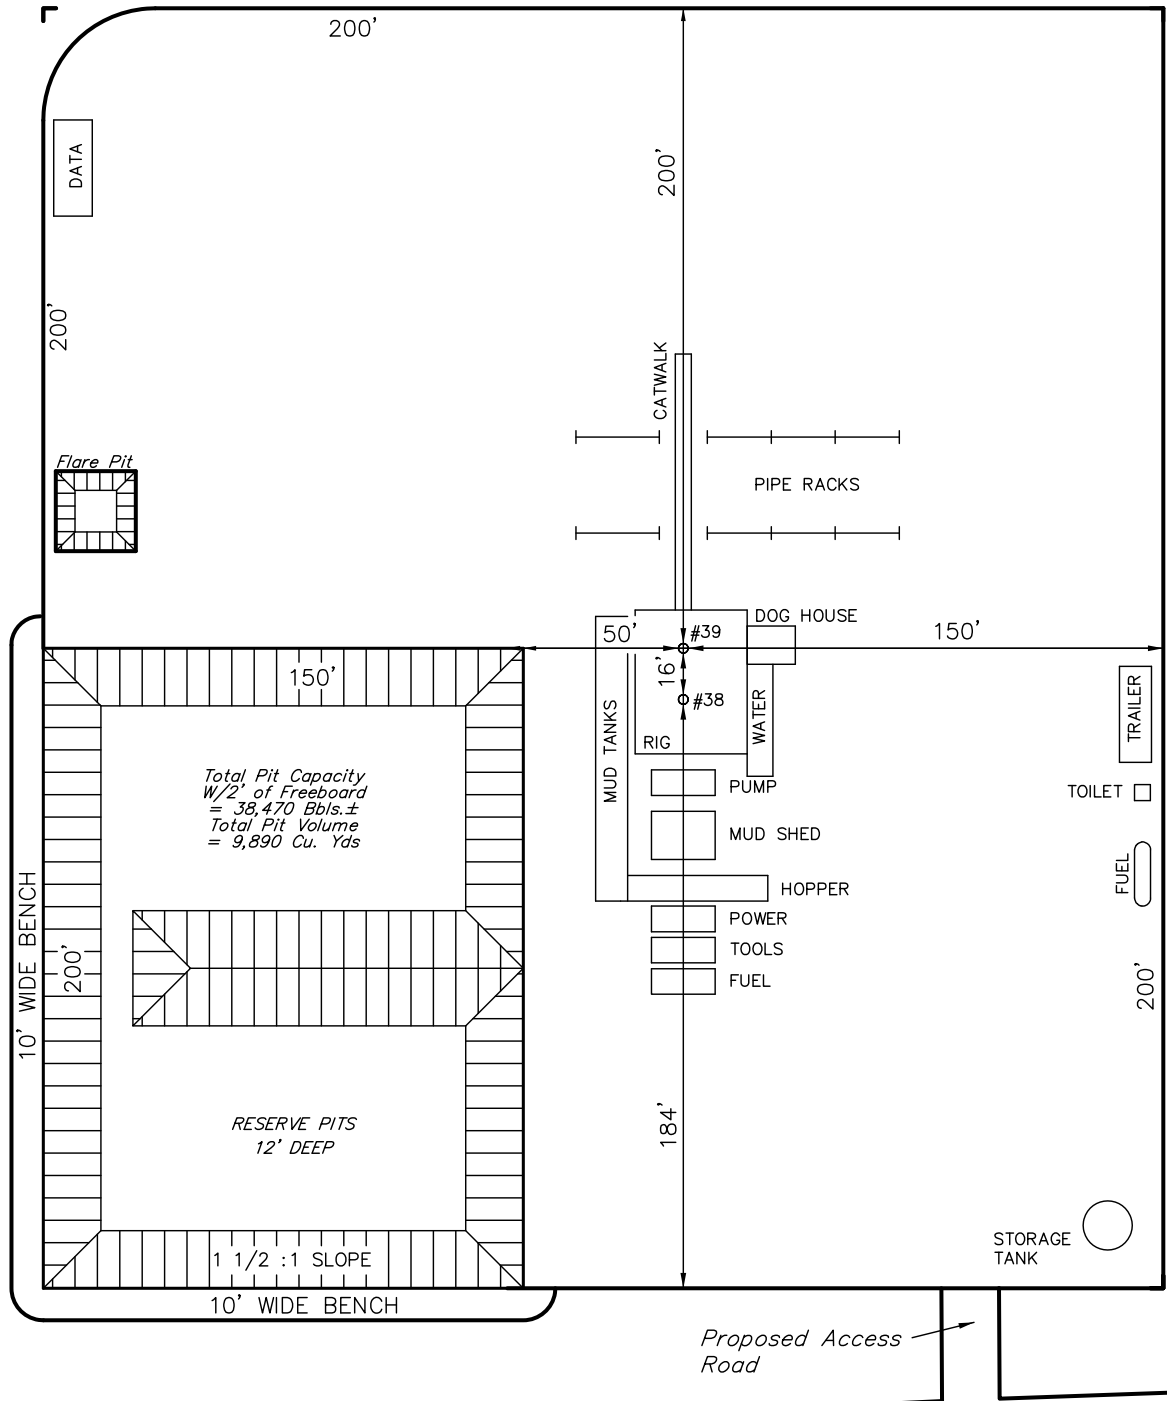 200'
200'
DATA
200'
CATWALK
Flare Pit
PIPE RACKS
DOG HOUSE
50'
#39
150'
150'
16'
#38
WATER
TRAILER
RIG
MUD TANKS
Total Pit Capacity
W/2' of Freeboard
= 38,470 Bbls.±
Total Pit Volume
= 9,890 Cu. Yds
PUMP
TOILET
MUD SHED
FUEL
HOPPER
POWER
TOOLS
FUEL
10' WIDE BENCH
200'
200'
184'
RESERVE PITS
12' DEEP
STORAGE
TANK
1 1/2 :1 SLOPE
10' WIDE BENCH
Proposed Access
Road